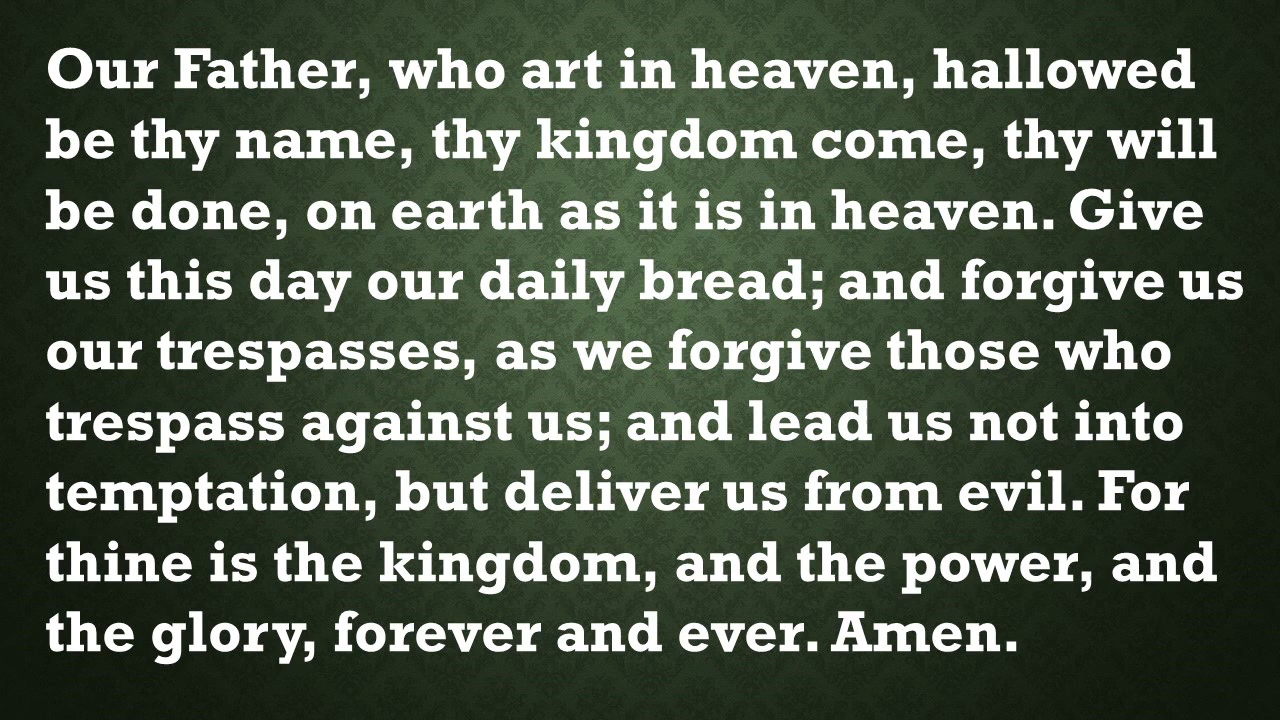 Our Father, who art in heaven, hallowed
be thy name, thy kingdom come, thy will
be done, on earth as it is in heaven. Give
us this day our daily bread; and forgive us
our trespasses, as we forgive those who
trespass against us; and lead us not into
temptation, but deliver us from evil. For
thine is the kingdom, and the power, and
the glory, forever and ever. Amen.